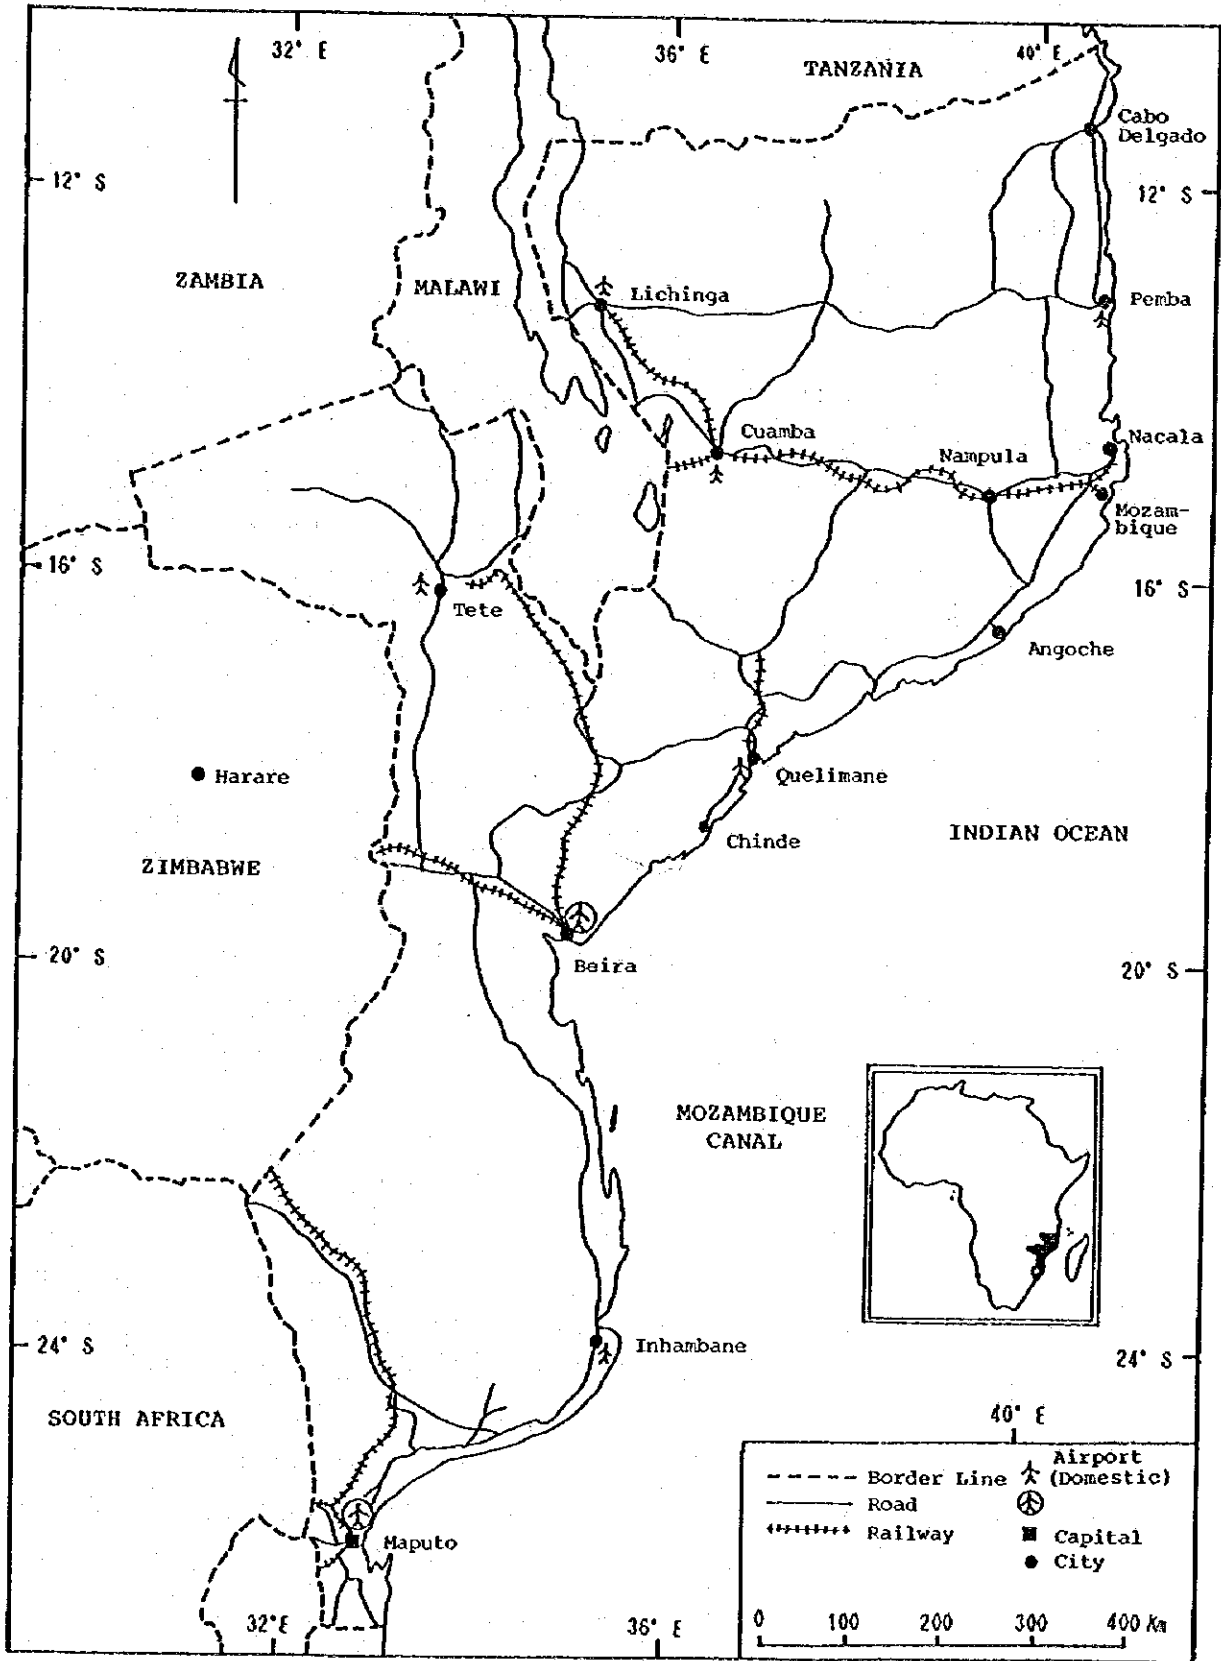 32° E
36° E
40° E
TANZANIA
Cabo
Delgado
12° S
12° S
ZAMBIA
MALAWI
Lichinga
Pemba
Cuamba
Nacala
Nampula
Mozam-
bique
16° S
16° S
Tete
Angoche
Harare
Quelimane
INDIAN OCEAN
Chinde
ZIMBABWE
20° S
Beira
20° S
MOZAMBIQUE
CANAL
24° S
Inhambane
24° S
SOUTH AFRICA
40° E
Border Line
Airport
(Domestic)
Road
Railway
Capital
City
Maputo
32° E
36° E
0 100 200 300 400 Km